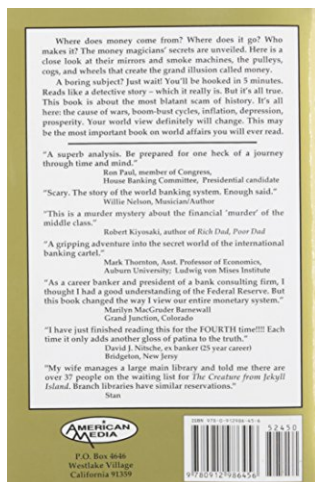 Where does money come from? Where does it go? Who
makes it? The money magicians' secrets are unveiled. Here is a
close look at their mirrors and smoke machines, the pulleys,
cogs, and wheels that create the grand illusion called money.
A boring subject? Just wait! You'll be hooked in 5 minutes.
Reads like a detective story – which it really is. But it's all true.
This book is about the most blatant scam of history. It's all
here: the cause of wars, boom-bust cycles, inflation, depression,
prosperity. Your world view definitely will change. This may
be the most important book on world affairs you will ever read.
"A superb analysis. Be prepared for one heck of a journey
through time and mind."
Ron Paul, member of Congress,
House Banking Committee, Presidential candidate
"Scary. The story of the world banking system. Enough said."
Willie Nelson, Musician/Author
"This is a murder mystery about the financial 'murder' of the
middle class."
Robert Kiyosaki, author of Rich Dad, Poor Dad
"A gripping adventure into the secret world of the international
banking cartel."
Mark Thornton, Asst. Professor of Economics,
Auburn University; Ludwig von Mises Institute
"As a career banker and president of a bank consulting firm, I
thought I had a good understanding of the Federal Reserve. But
this book changed the way I view our entire monetary system."
Marilyn MacGruder Barnewall
Grand Junction, Colorado
"I have just finished reading this for the FOURTH time!!!! Each
time it only adds another gloss of patina to the truth."
David J. Nitsche, ex banker (25 year career)
Bridgeton, New Jersy
"My wife manages a large main library and told me there are
over 37 people on the waiting list for The Creature from Jekyll
Island. Branch libraries have similar reservations."
Stan
AMERICAN
MEDIA
P.O. Box 4646
Westlake Village
California 91359
ISBN 978-0-912986-45-6
52450
9 780912 986456